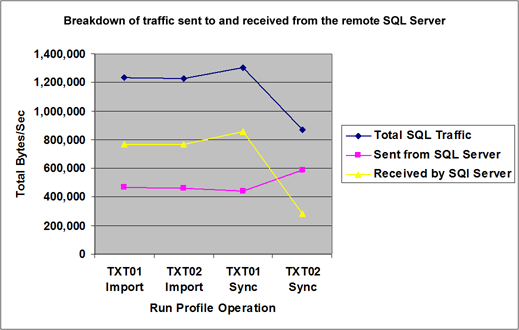 Breakdown of traffic sent to and received from the remote SQL Server
1,400,000
1,200,000
1,000,000
800,000
600,000
400,000
200,000
0
Total Bytes/Sec
TXT01 Import
TXT02 Import
TXT01 Sync
TXT02 Sync
Run Profile Operation
Total SQL Traffic
Sent from SQL Server
Received by SQl Server